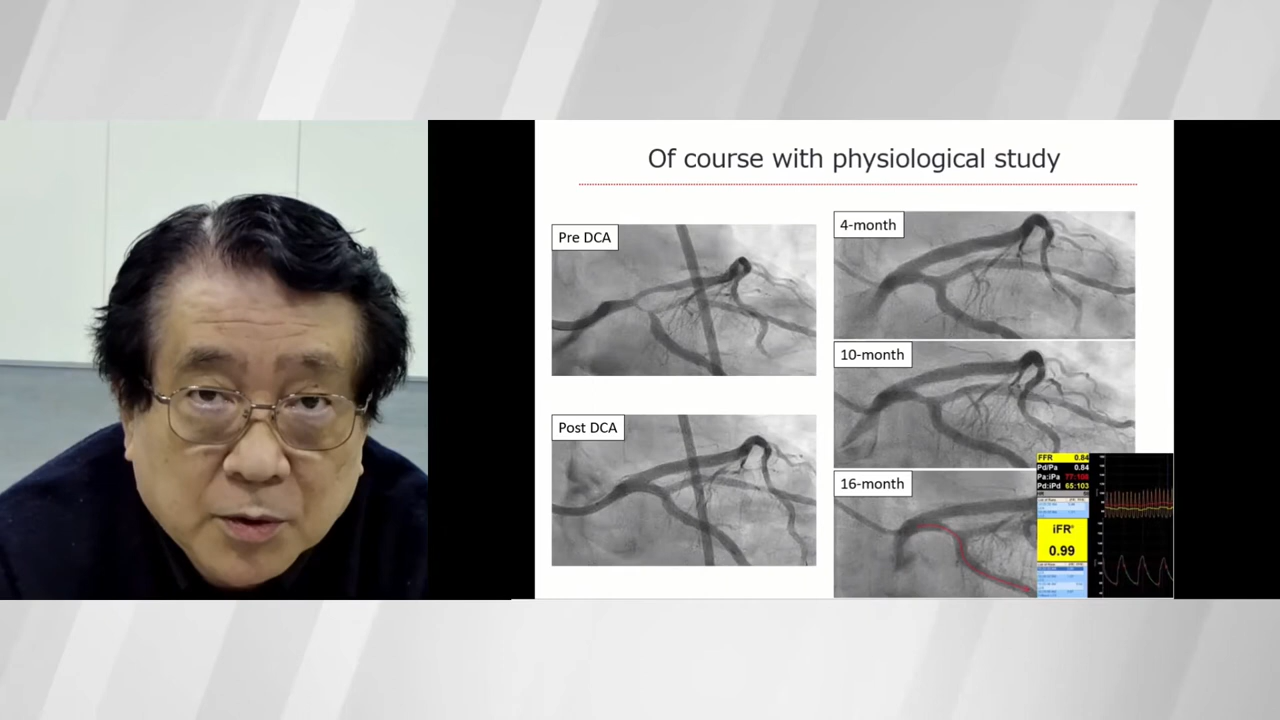 Of course with physiological study
Pre DCA
Post DCA
4-month
10-month
16-month
FFR 0.84
Pd/Pa 0.84
Pa:iPa 77:108
Pd:iPd 65:103
iFR®
0.99